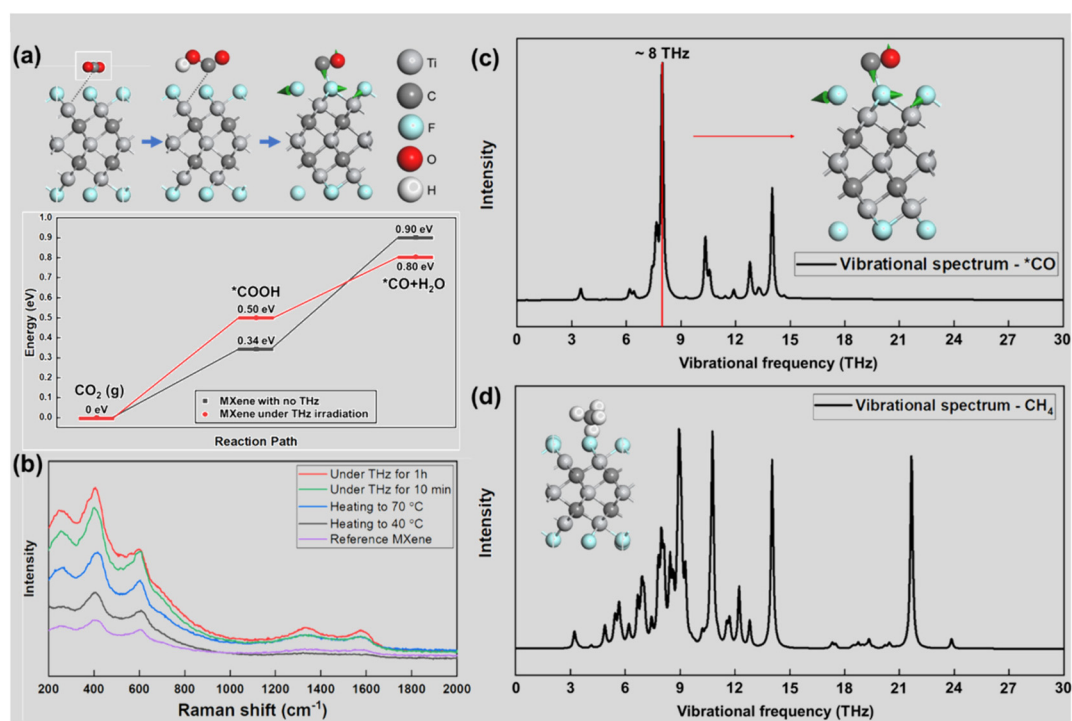 (a)
Ti
C
F
O
H
Energy (eV)
1.0
0.9
0.8
0.7
0.6
0.5
0.4
0.3
0.2
0.1
0.0
0.90 eV
0.80 eV
*CO+H2O
*COOH
0.50 eV
0.34 eV
CO2 (g)
0 eV
MXene with no THz
MXene under THz irradiation
Reaction Path
(b)
Intensity
Under THz for 1h
Under THz for 10 min
Heating to 70 °C
Heating to 40 °C
Reference MXene
200 400 600 800 1000 1200 1400 1600 1800 2000
Raman shift (cm-1)
(c)
~ 8 THz
Intensity
Vibrational spectrum - *CO
0 3 6 9 12 15 18 21 24 27 30
Vibrational frequency (THz)
(d)
Intensity
Vibrational spectrum - CH4
0 3 6 9 12 15 18 21 24 27 30
Vibrational frequency (THz)